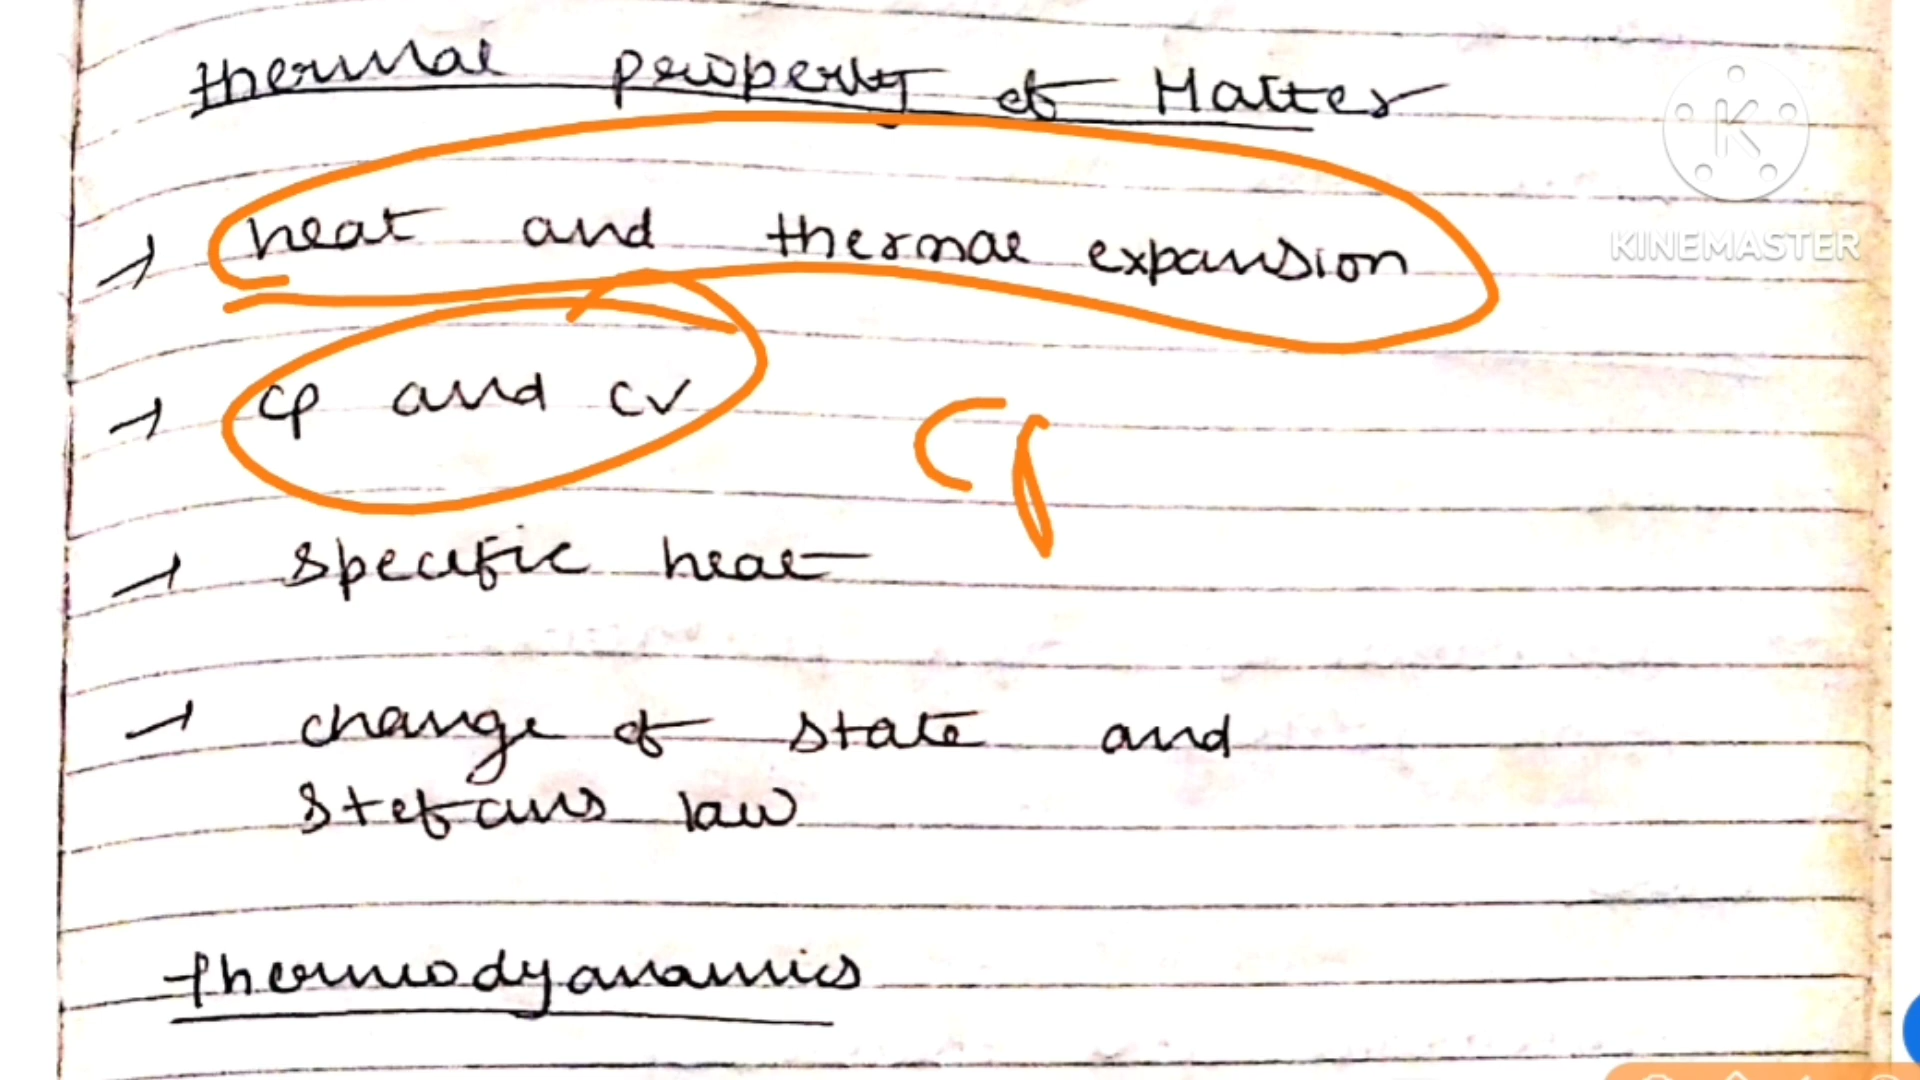 thermal property of Matter
→ heat and thermal expansion
→ cp and cv
cp
→ specific heat
→ change of state and
stefans law
thermodyanamics
K
KINEMASTER